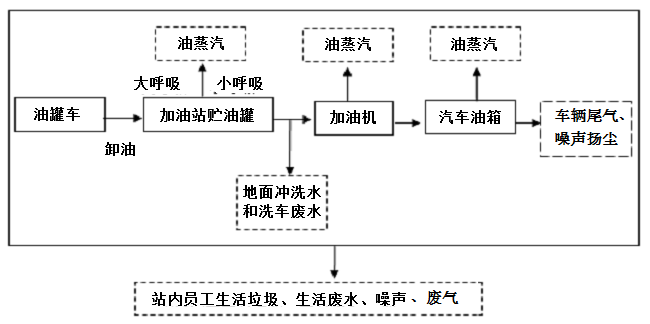 油蒸汽
油蒸汽
油蒸汽
大呼吸
小呼吸
油罐车
加油站贮油罐
加油机
汽车油箱
车辆尾气、
噪声扬尘
卸油
地面冲洗水
和洗车废水
站内员工生活垃圾、生活废水、噪声、废气